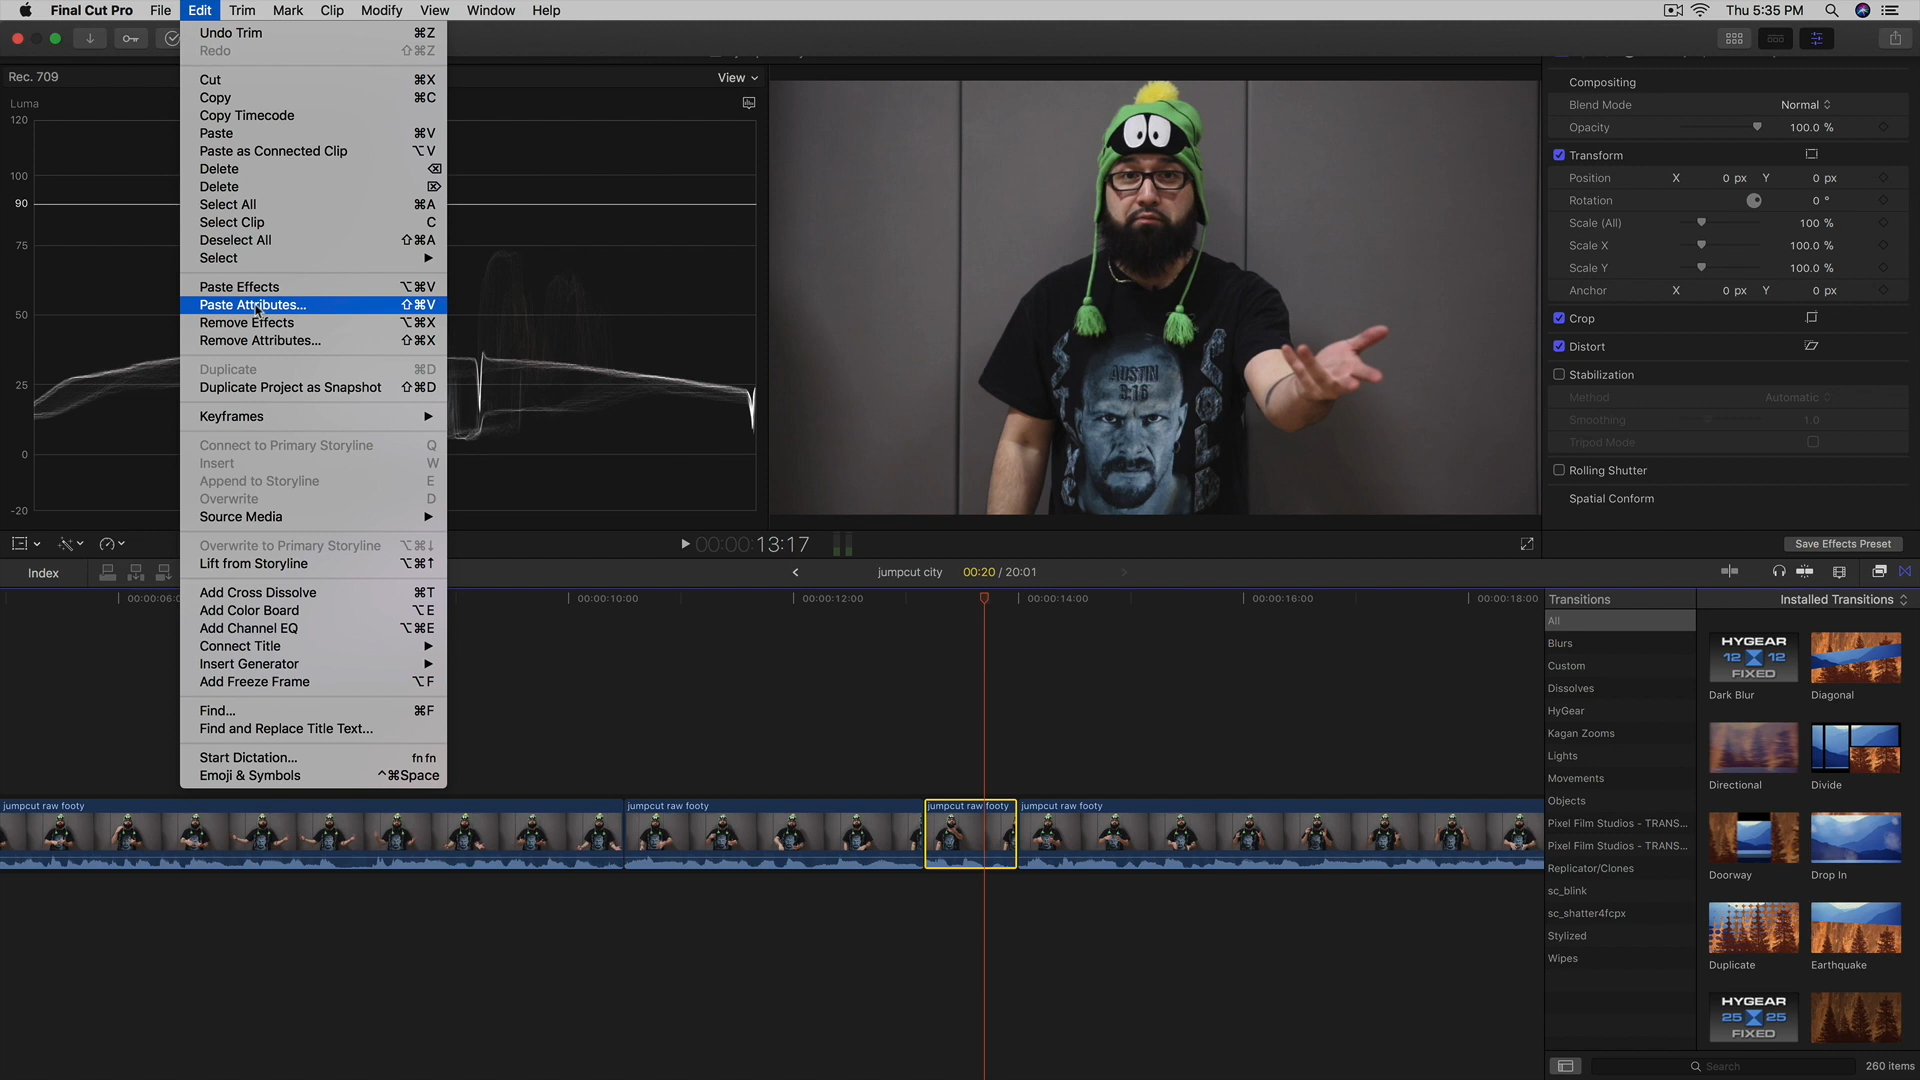 Final Cut Pro File Edit Trim Mark Clip Modify View Window Help Thu 5:35 PM
Rec. 709
View
Luma
120
100
90
75
50
25
0
-20
Undo Trim ⌘Z
Redo ⇧⌘Z
Cut ⌘X
Copy ⌘C
Copy Timecode
Paste ⌘V
Paste as Connected Clip ⌥V
Delete ⌫
Delete ⌦
Select All ⌘A
Select Clip C
Deselect All ⇧⌘A
Select
Paste Effects ⌥⌘V
Paste Attributes... ⇧⌘V
Remove Effects ⌥⌘X
Remove Attributes... ⇧⌘X
Duplicate ⌘D
Duplicate Project as Snapshot ⇧⌘D
Keyframes
Connect to Primary Storyline Q
Insert W
Append to Storyline E
Overwrite D
Source Media
Overwrite to Primary Storyline ⌥⌘↓
Lift from Storyline ⌥⌘↑
Add Cross Dissolve ⌘T
Add Color Board ⌥E
Add Channel EQ ⌥⌘E
Connect Title
Insert Generator
Add Freeze Frame ⌥F
Find... ⌘F
Find and Replace Title Text...
Start Dictation... fn fn
Emoji & Symbols ^⌘Space
AUSTIN
3:16
Compositing
Blend Mode Normal
Opacity 100.0 %
Transform
Position X 0 px Y 0 px
Rotation 0 °
Scale (All) 100 %
Scale X 100.0 %
Scale Y 100.0 %
Anchor X 0 px Y 0 px
Crop
Distort
Stabilization
Method Automatic
Smoothing 1.0
Tripod Mode
Rolling Shutter
Spatial Conform
Save Effects Preset
00:00:13:17
Index
jumpcut city 00:20 / 20:01
00:00:06:0
00:00:10:00
00:00:12:00
00:00:14:00
00:00:16:00
00:00:18:00
jumpcut raw footy
jumpcut raw footy
jumpcut raw footy
jumpcut raw footy
Transitions
All
Blurs
Custom
Dissolves
HyGear
Kagan Zooms
Lights
Movements
Objects
Pixel Film Studios - TRANS...
Pixel Film Studios - TRANS...
Replicator/Clones
sc_blink
sc_shatter4fcpx
Stylized
Wipes
Installed Transitions
HYGEAR
12 12
FIXED
Dark Blur
Diagonal
Directional
Divide
Doorway
Drop In
Duplicate
Earthquake
HYGEAR
25 25
FIXED
Search
260 items